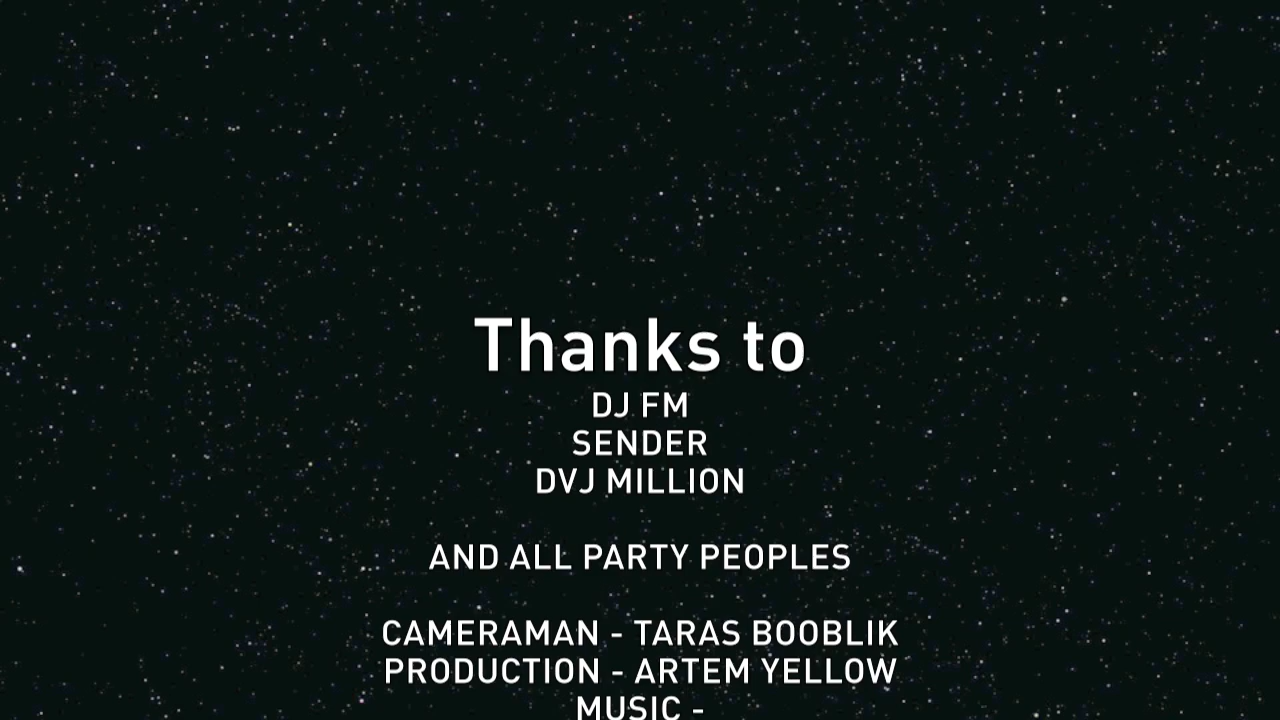 Thanks to
DJ FM
SENDER
DVJ MILLION
AND ALL PARTY PEOPLES
CAMERAMAN - TARAS BOOBLIK
PRODUCTION - ARTEM YELLOW
MUSIC -